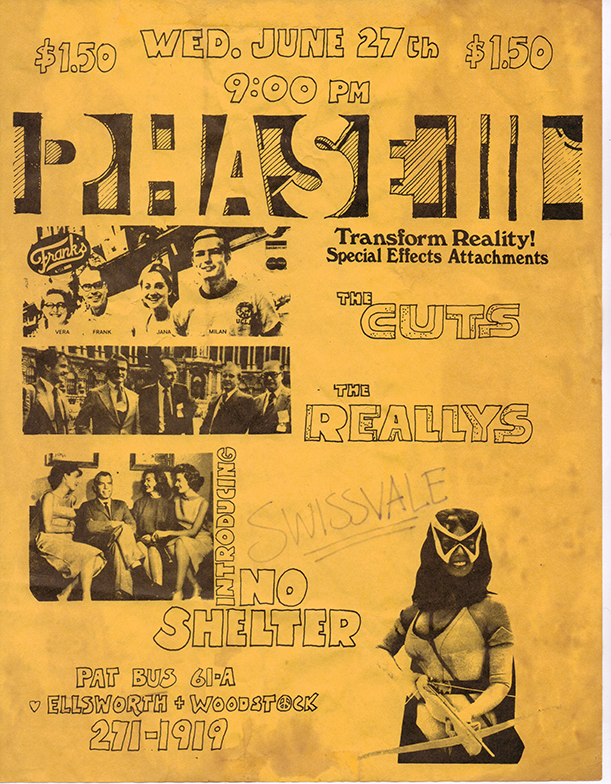 $1.50 WED. JUNE 27th $1.50
9:00 PM
PHASE III
Transform Reality!
Special Effects Attachments
Frank's
VERA FRANK JANA MILAN
THE CUTS
THE REALLYS
INTRODUCING
NO
SHELTER
SWISSVALE
PAT BUS 61-A
♥ ELLSWORTH + WOODSTOCK
271-1919